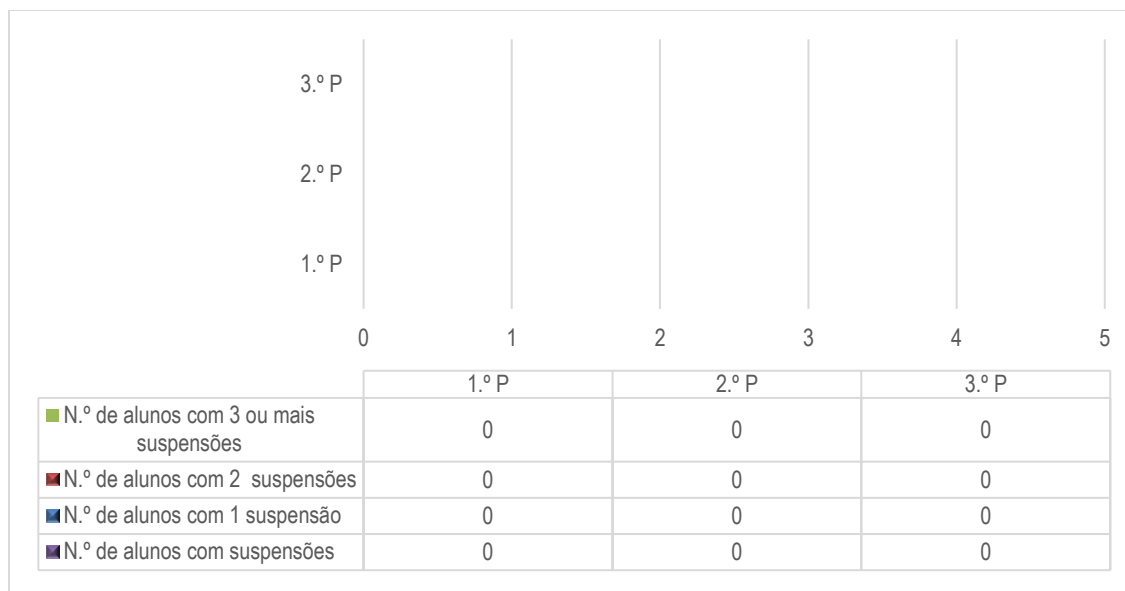 3.º P
2.º P
1.º P
0 1 2 3 4 5
1.º P 2.º P 3.º P
N.º de alunos com 3 ou mais
suspensões 0 0 0
N.º de alunos com 2 suspensões 0 0 0
N.º de alunos com 1 suspensão 0 0 0
N.º de alunos com suspensões 0 0 0